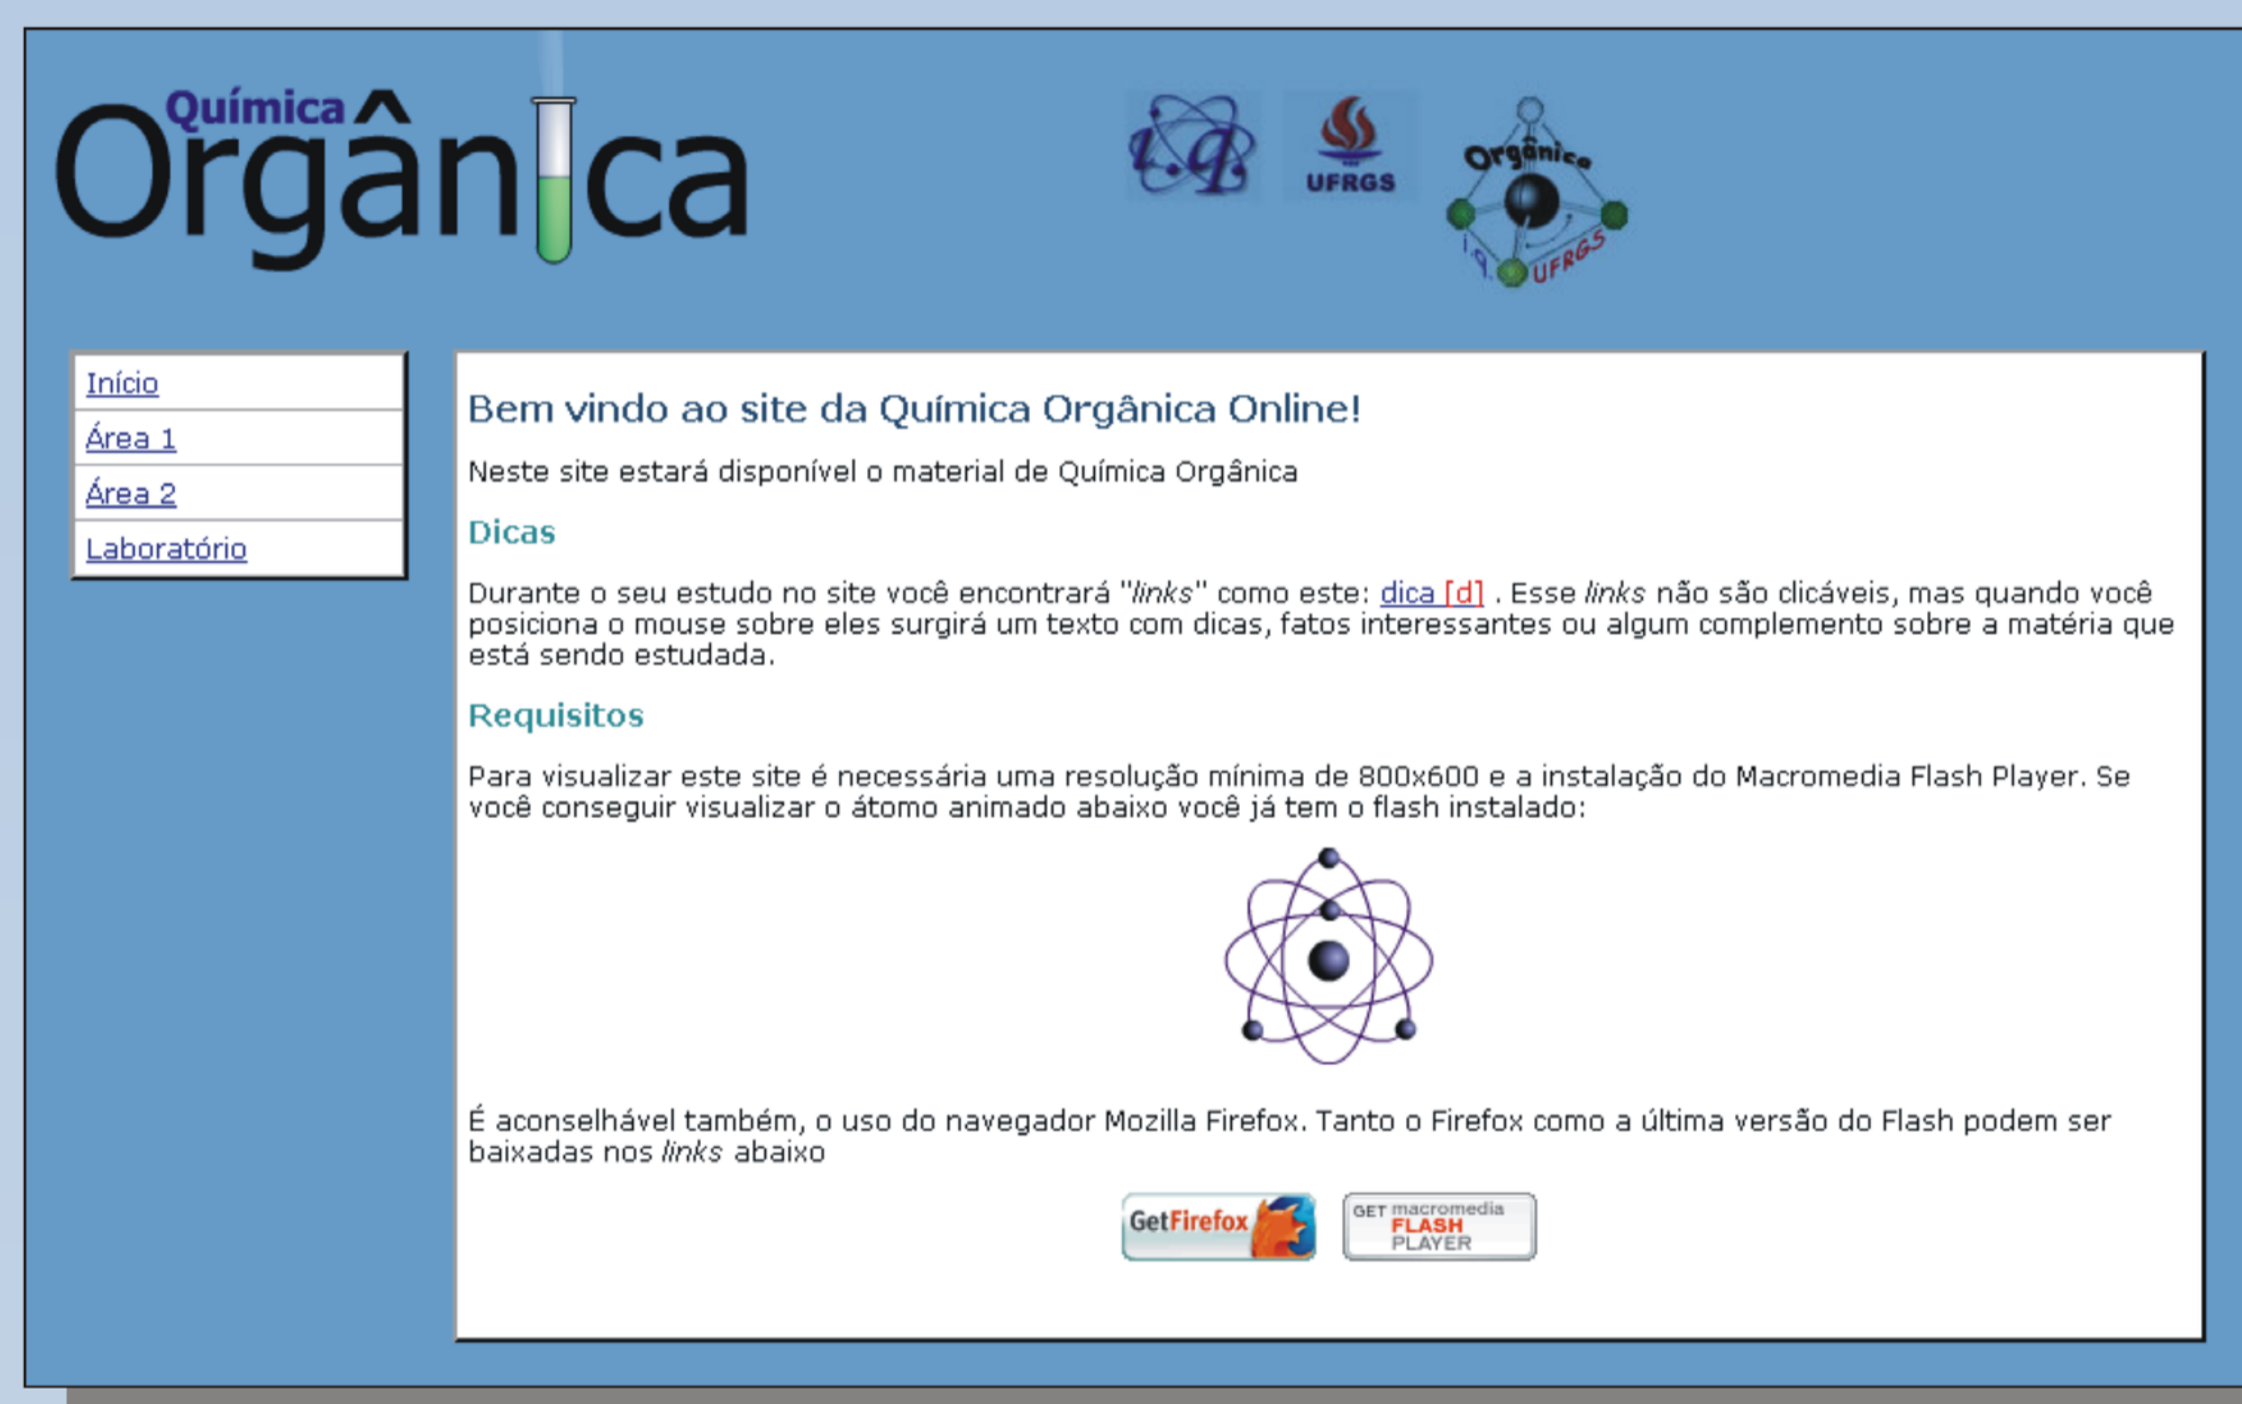 Química
Orgânica
i.q.
UFRGS
Orgânica
i.q. UFRGS
Início
Área 1
Área 2
Laboratório
Bem vindo ao site da Química Orgânica Online!
Neste site estará disponível o material de Química Orgânica
Dicas
Durante o seu estudo no site você encontrará "links" como este: dica [d] . Esse links não são clicáveis, mas quando você
posiciona o mouse sobre eles surgirá um texto com dicas, fatos interessantes ou algum complemento sobre a matéria que
está sendo estudada.
Requisitos
Para visualizar este site é necessária uma resolução mínima de 800x600 e a instalação do Macromedia Flash Player. Se
você conseguir visualizar o átomo animado abaixo você já tem o flash instalado:
É aconselhável também, o uso do navegador Mozilla Firefox. Tanto o Firefox como a última versão do Flash podem ser
baixadas nos links abaixo
GetFirefox
GET macromedia
FLASH
PLAYER